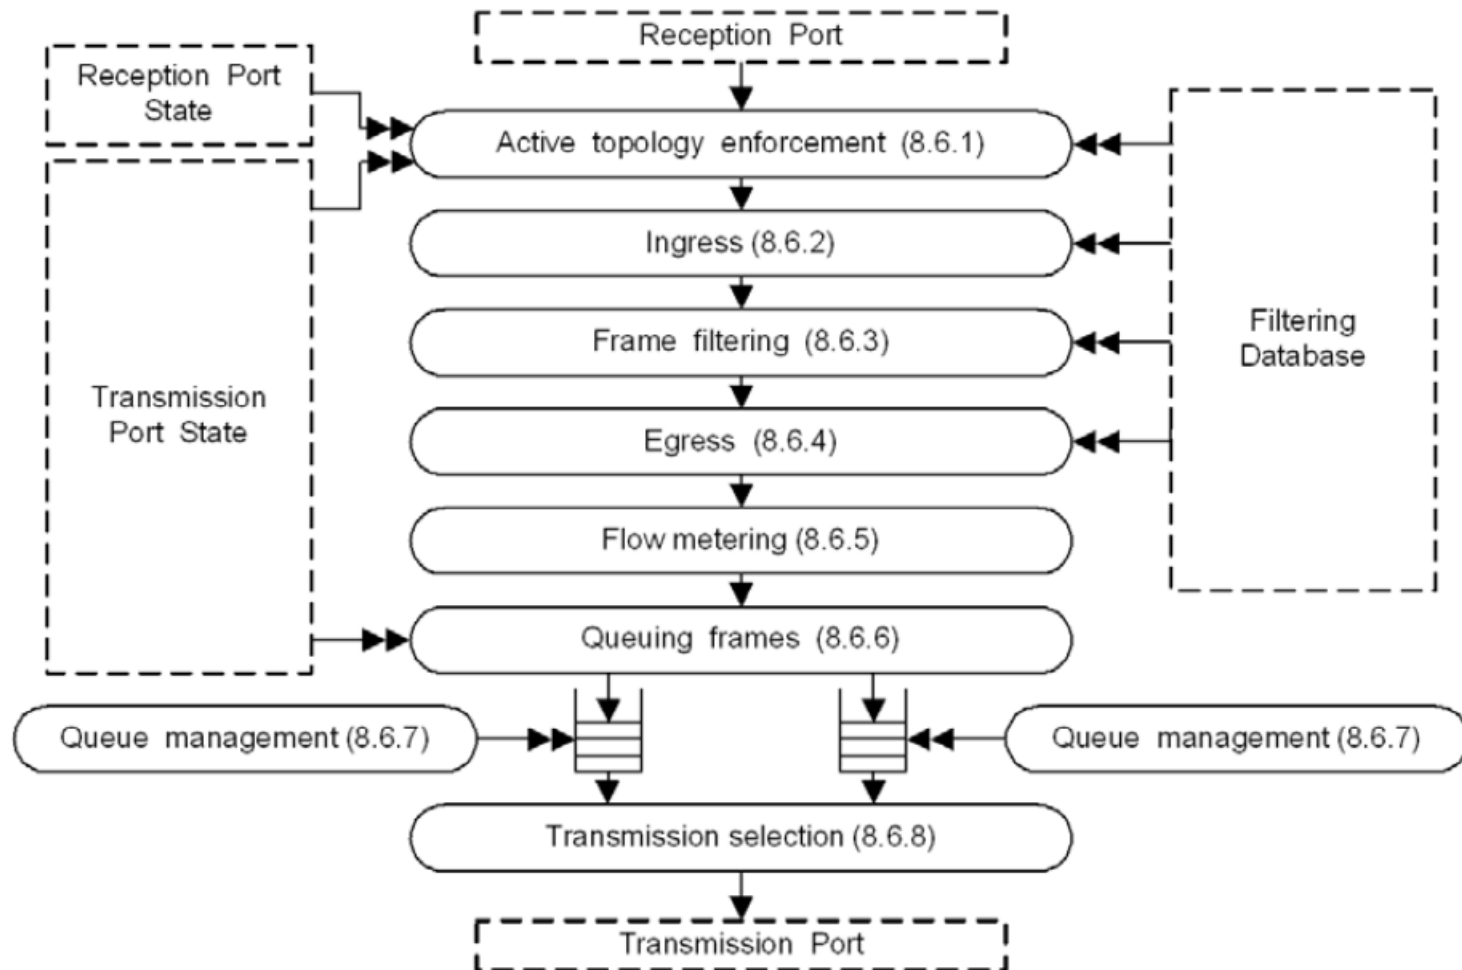 Reception Port
Reception Port
State
Active topology enforcement (8.6.1)
Ingress (8.6.2)
Frame filtering (8.6.3)
Filtering
Database
Transmission
Port State
Egress (8.6.4)
Flow metering (8.6.5)
Queuing frames (8.6.6)
Queue management (8.6.7)
Queue management (8.6.7)
Transmission selection (8.6.8)
Transmission Port